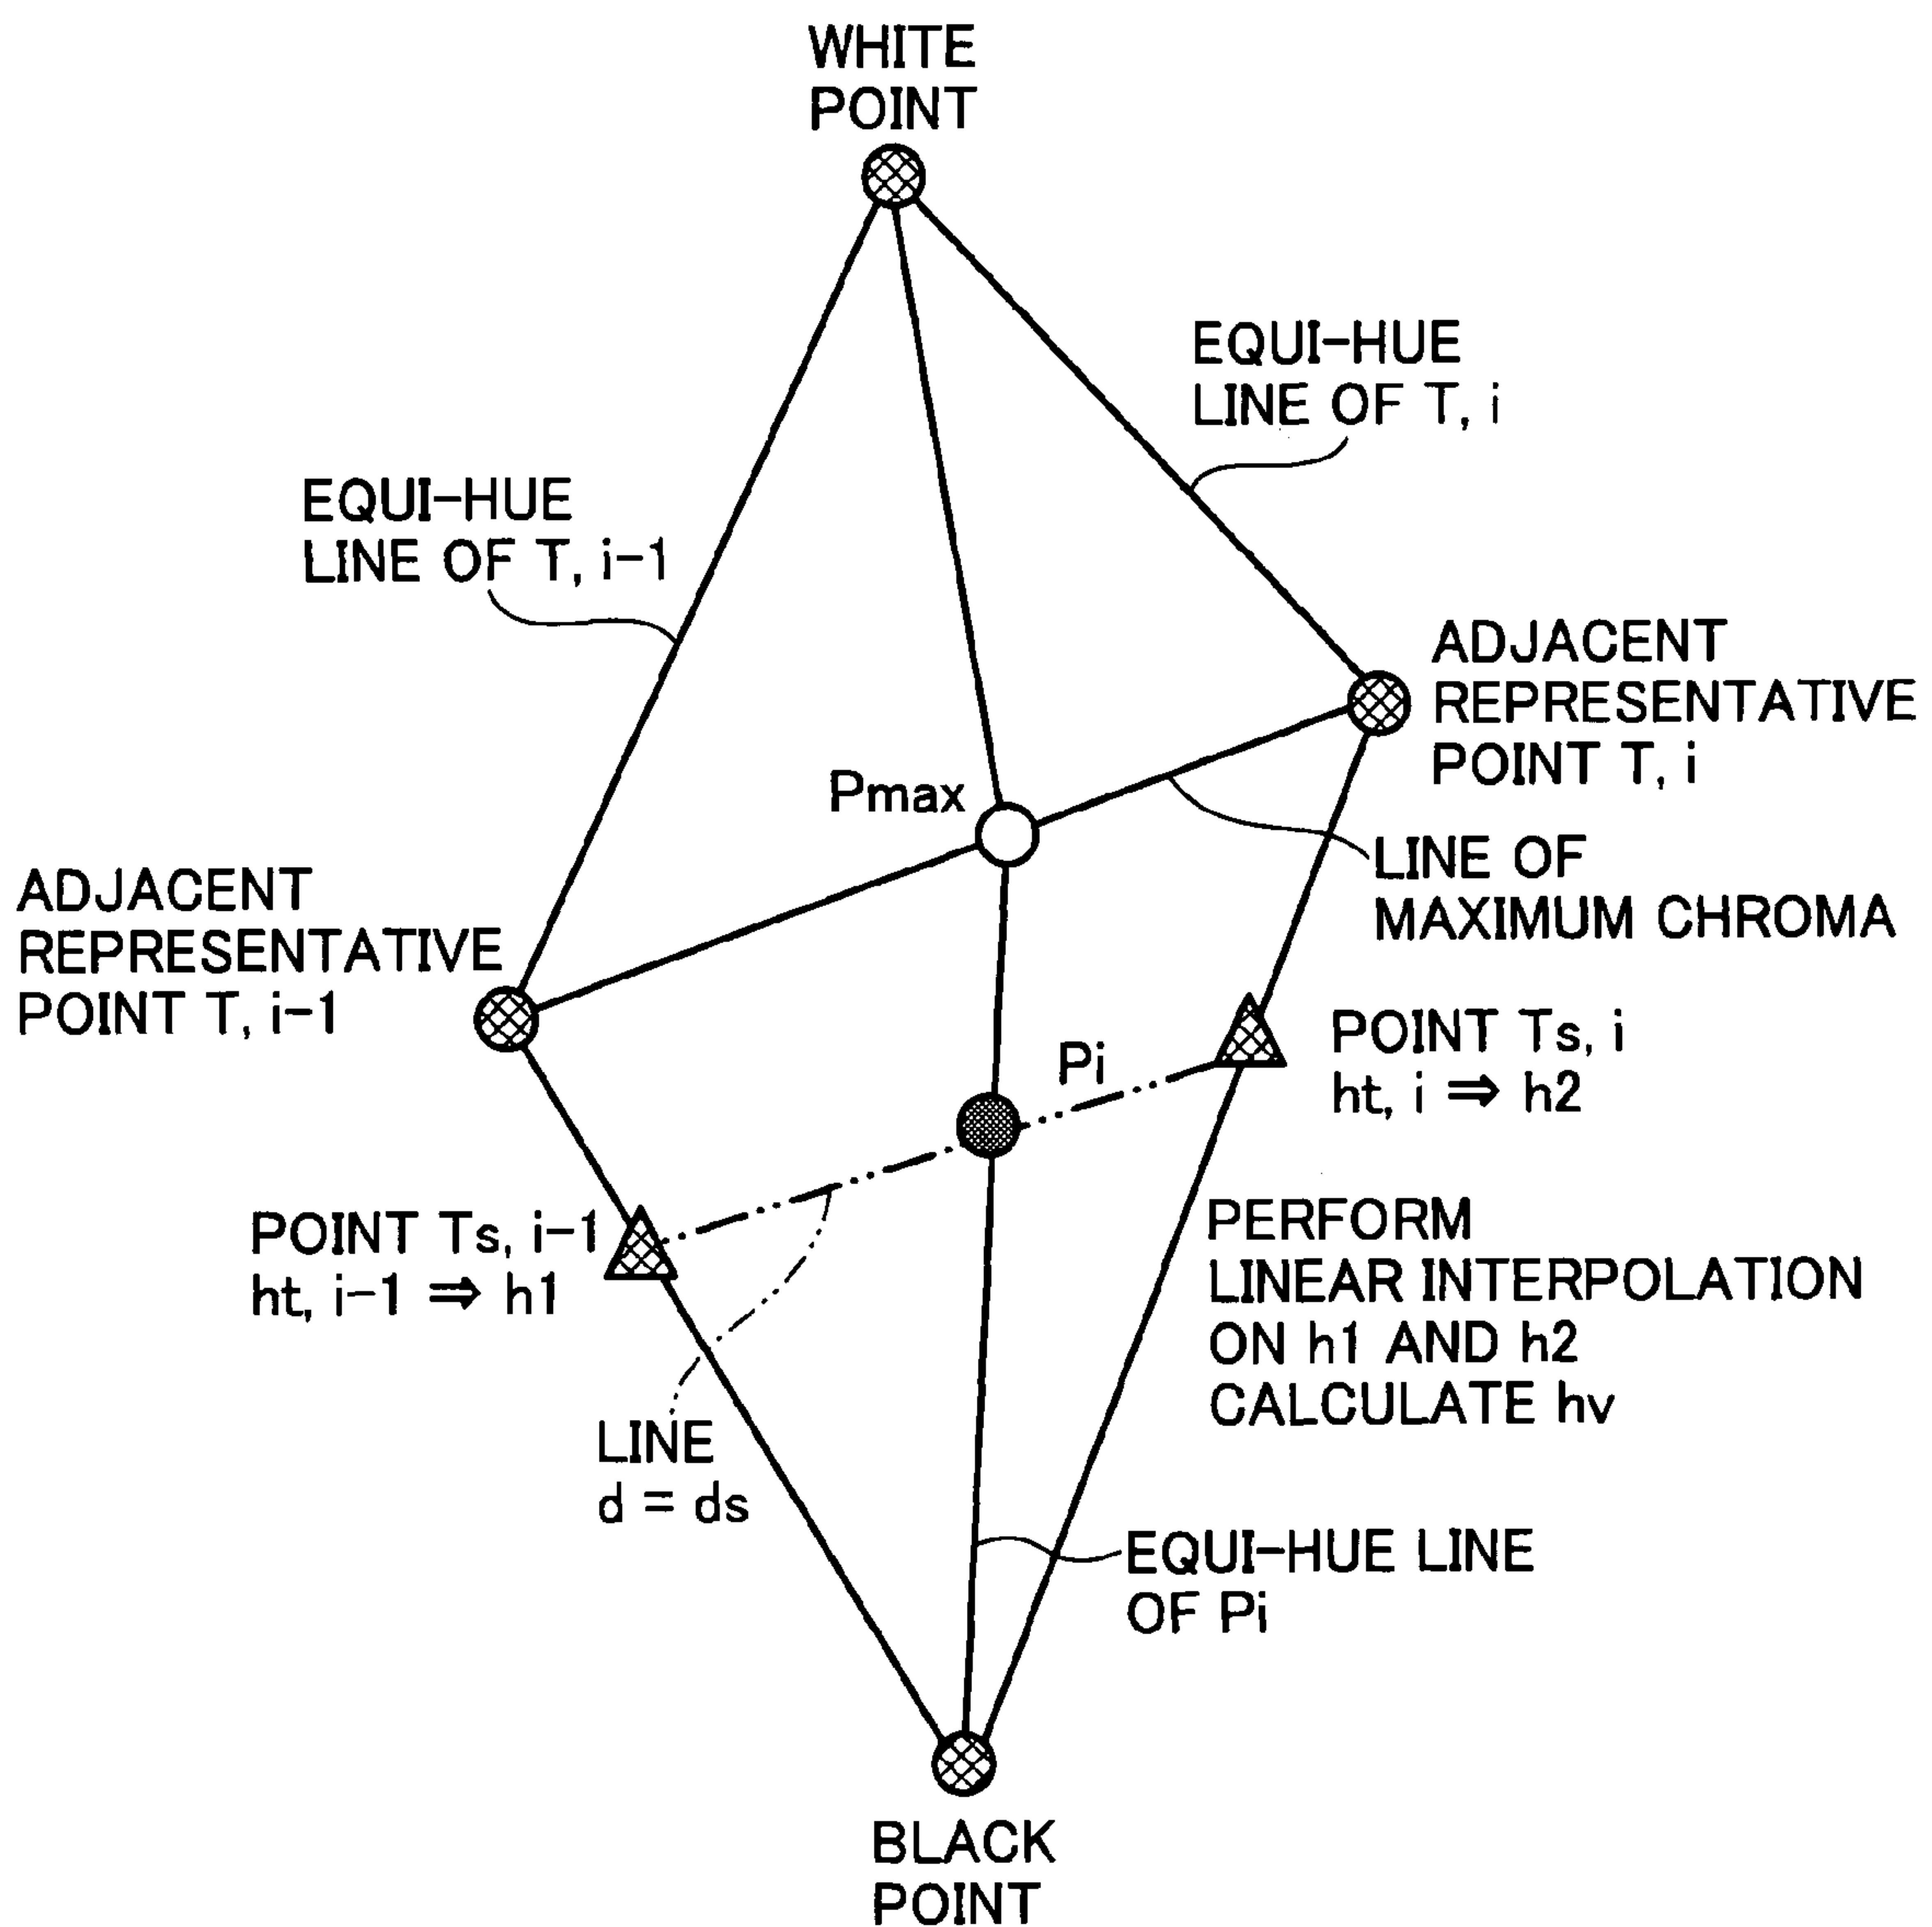 WHITE
POINT
EQUI-HUE
LINE OF T, i
EQUI-HUE
LINE OF T, i-1
ADJACENT
REPRESENTATIVE
POINT T, i
Pmax
LINE OF
MAXIMUM CHROMA
ADJACENT
REPRESENTATIVE
POINT T, i-1
POINT Ts, i
ht, i ⇒ h2
Pi
POINT Ts, i-1
ht, i-1 ⇒ h1
PERFORM
LINEAR INTERPOLATION
ON h1 AND h2
CALCULATE hv
LINE
d = ds
EQUI-HUE LINE
OF Pi
BLACK
POINT